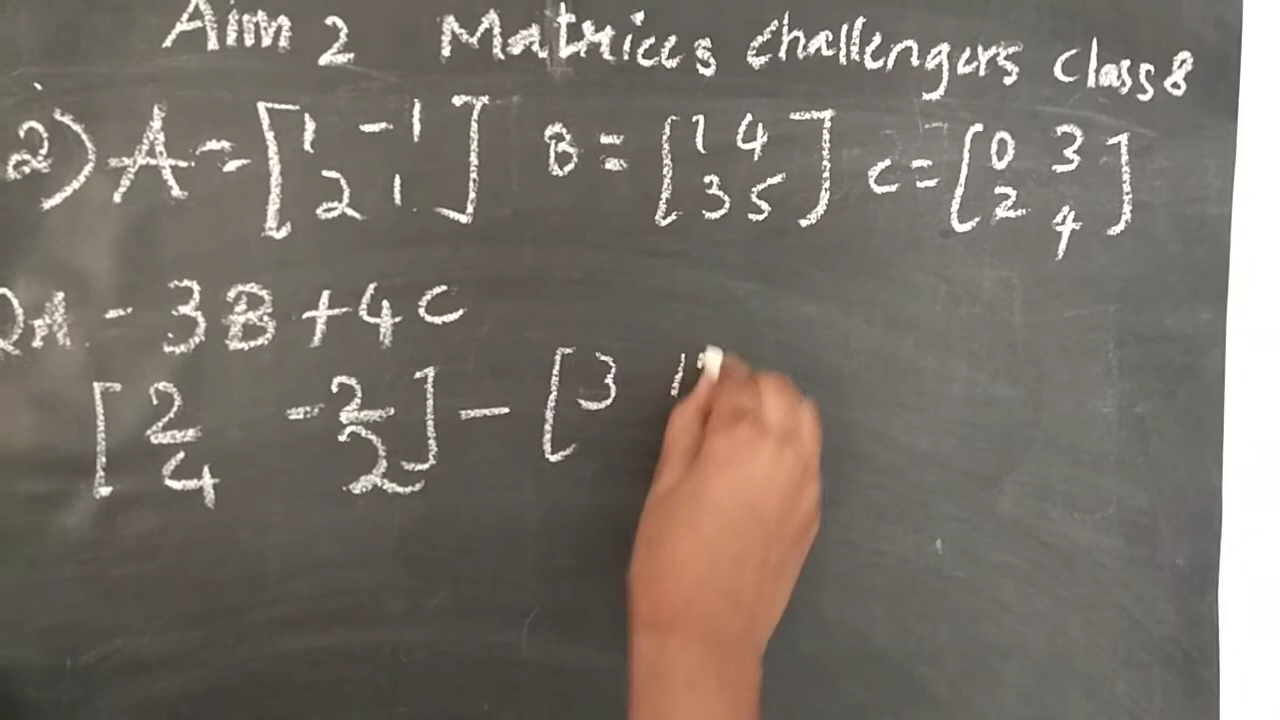 Aim 2 Matrices challengers class 8
2) A = [1 -1] B = [1 4] C = [0 3]
[2 1] [3 5] [2 4]
2A - 3B + 4C
[2 -2] - [3 1
[4 2]